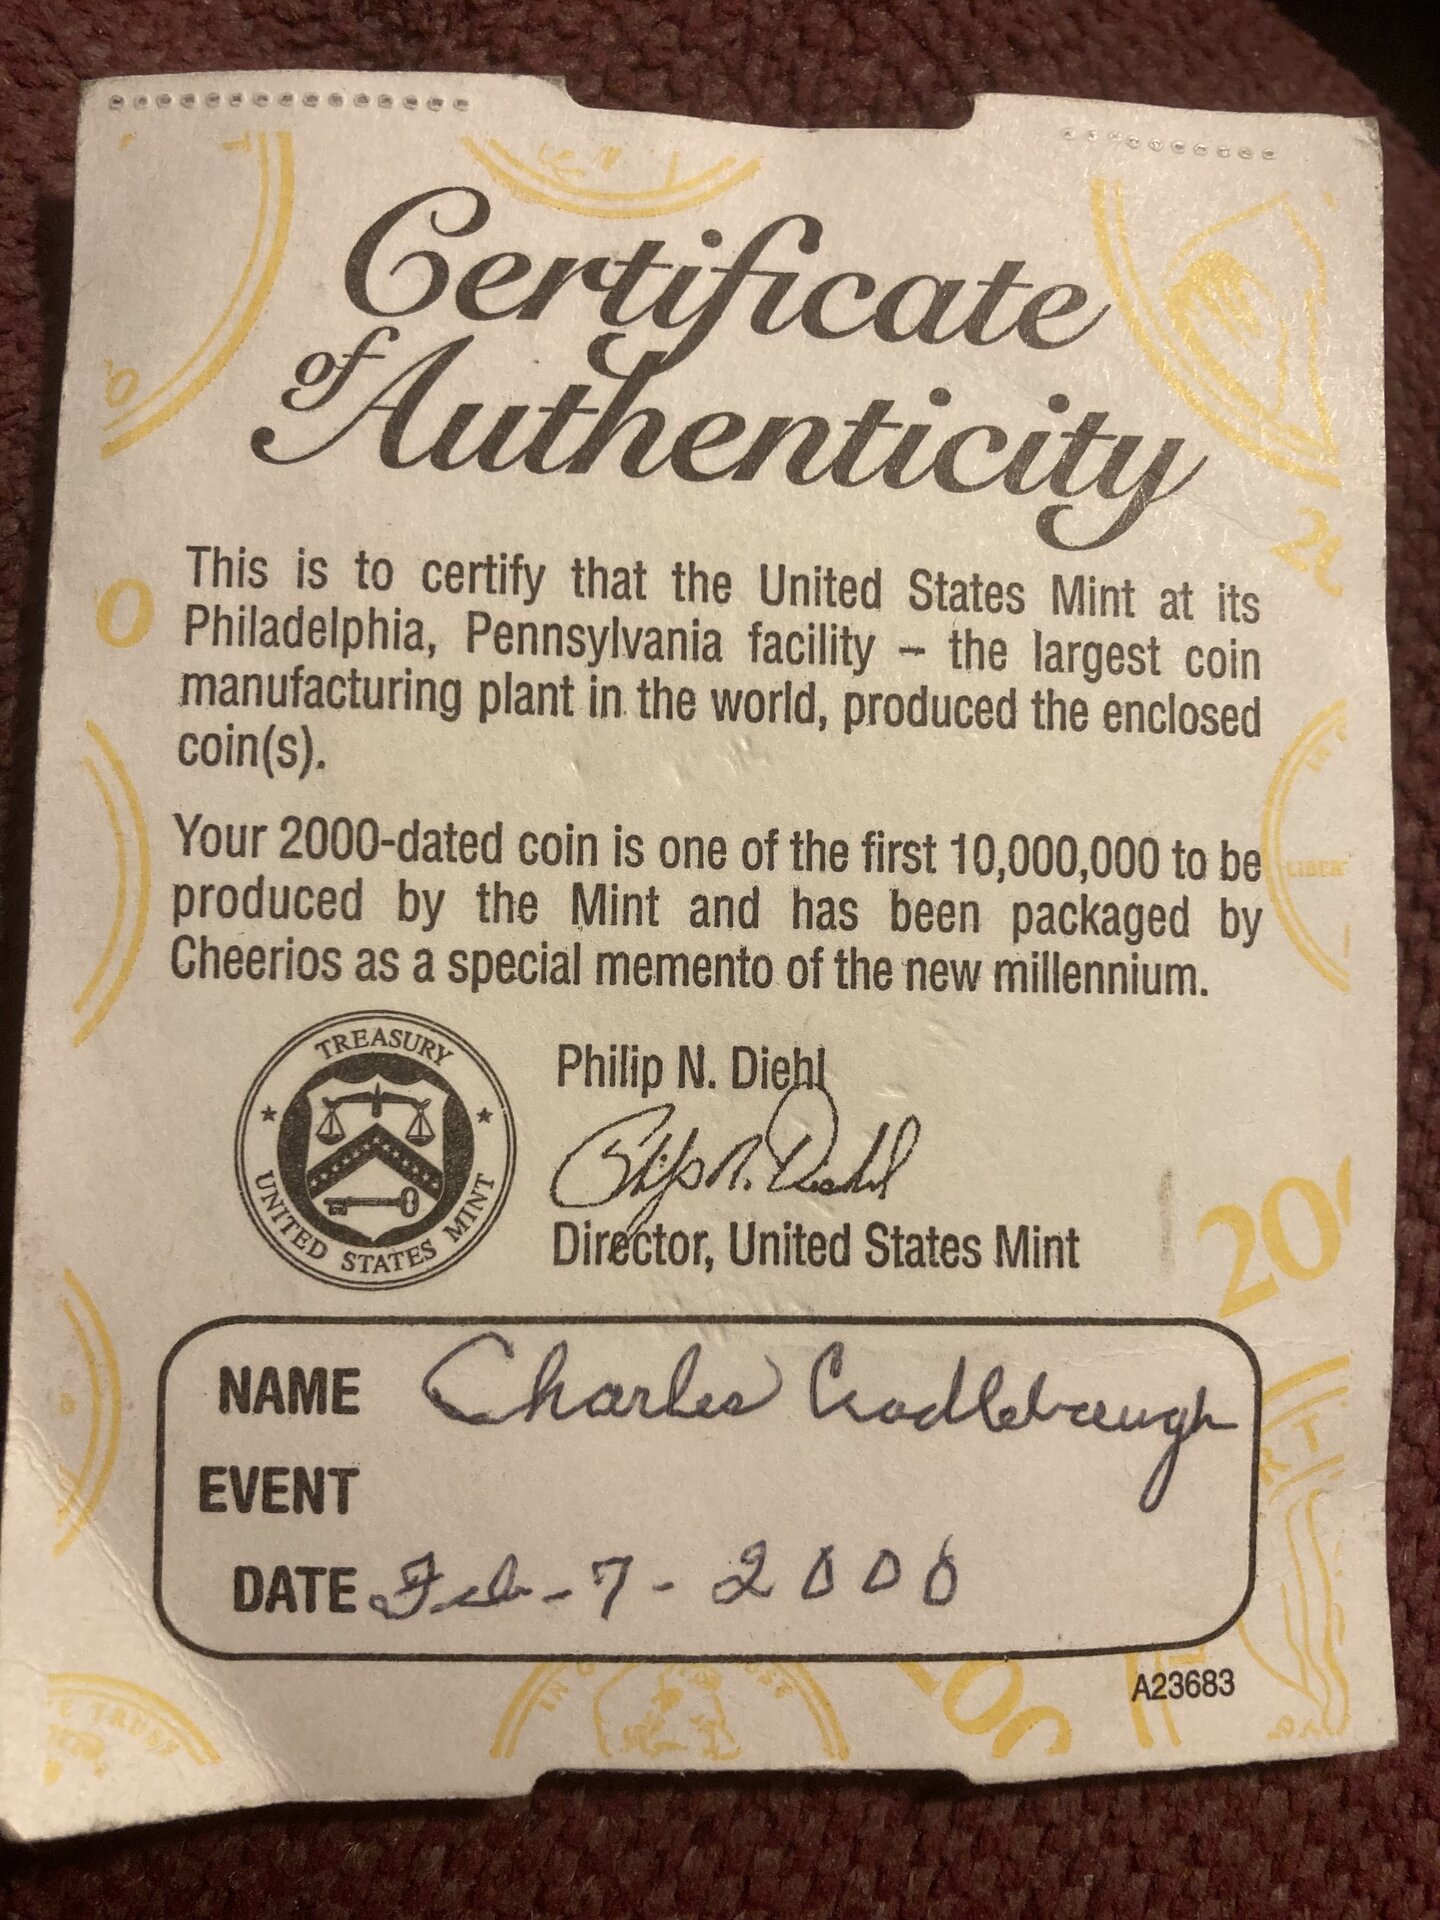 Certificate
of Authenticity
This is to certify that the United States Mint at its
Philadelphia, Pennsylvania facility – the largest coin
manufacturing plant in the world, produced the enclosed
coin(s).
Your 2000-dated coin is one of the first 10,000,000 to be
produced by the Mint and has been packaged by
Cheerios as a special memento of the new millennium.
TREASURY
UNITED STATES MINT
Philip N. Diehl
Philip N. Diehl
Director, United States Mint
NAME Charles
EVENT
DATE Feb-7-2000
A23683
LIBER